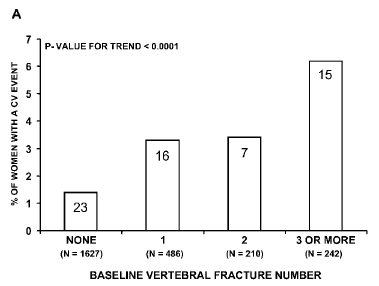 A
P- VALUE FOR TREND < 0.0001
% OF WOMEN WITH A CV EVENT
7
6
5
4
3
2
1
0
23
16
7
15
NONE 1 2 3 OR MORE
(N = 1627) (N = 486) (N = 210) (N = 242)
BASELINE VERTEBRAL FRACTURE NUMBER